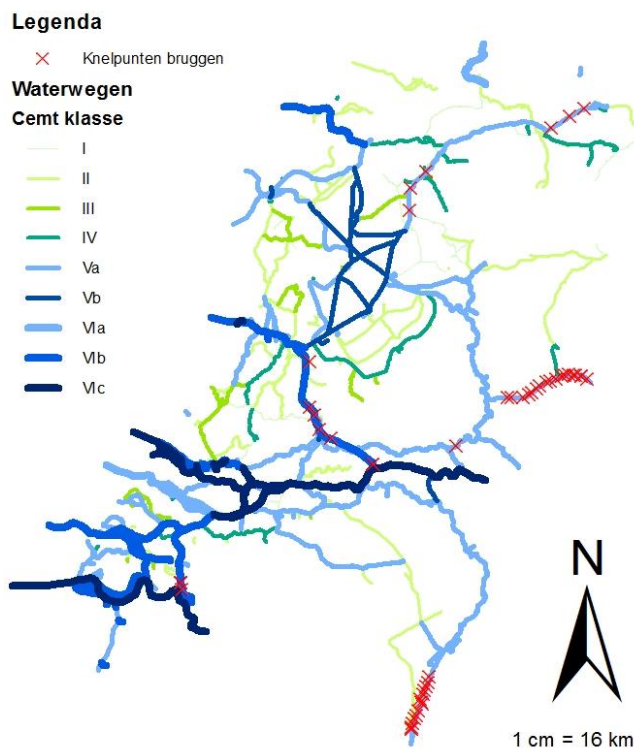 Legenda
Knelpunten bruggen
Waterwegen
Cemt klasse
I
II
III
IV
Va
Vb
VIa
VIb
VIc
N
1 cm = 16 km